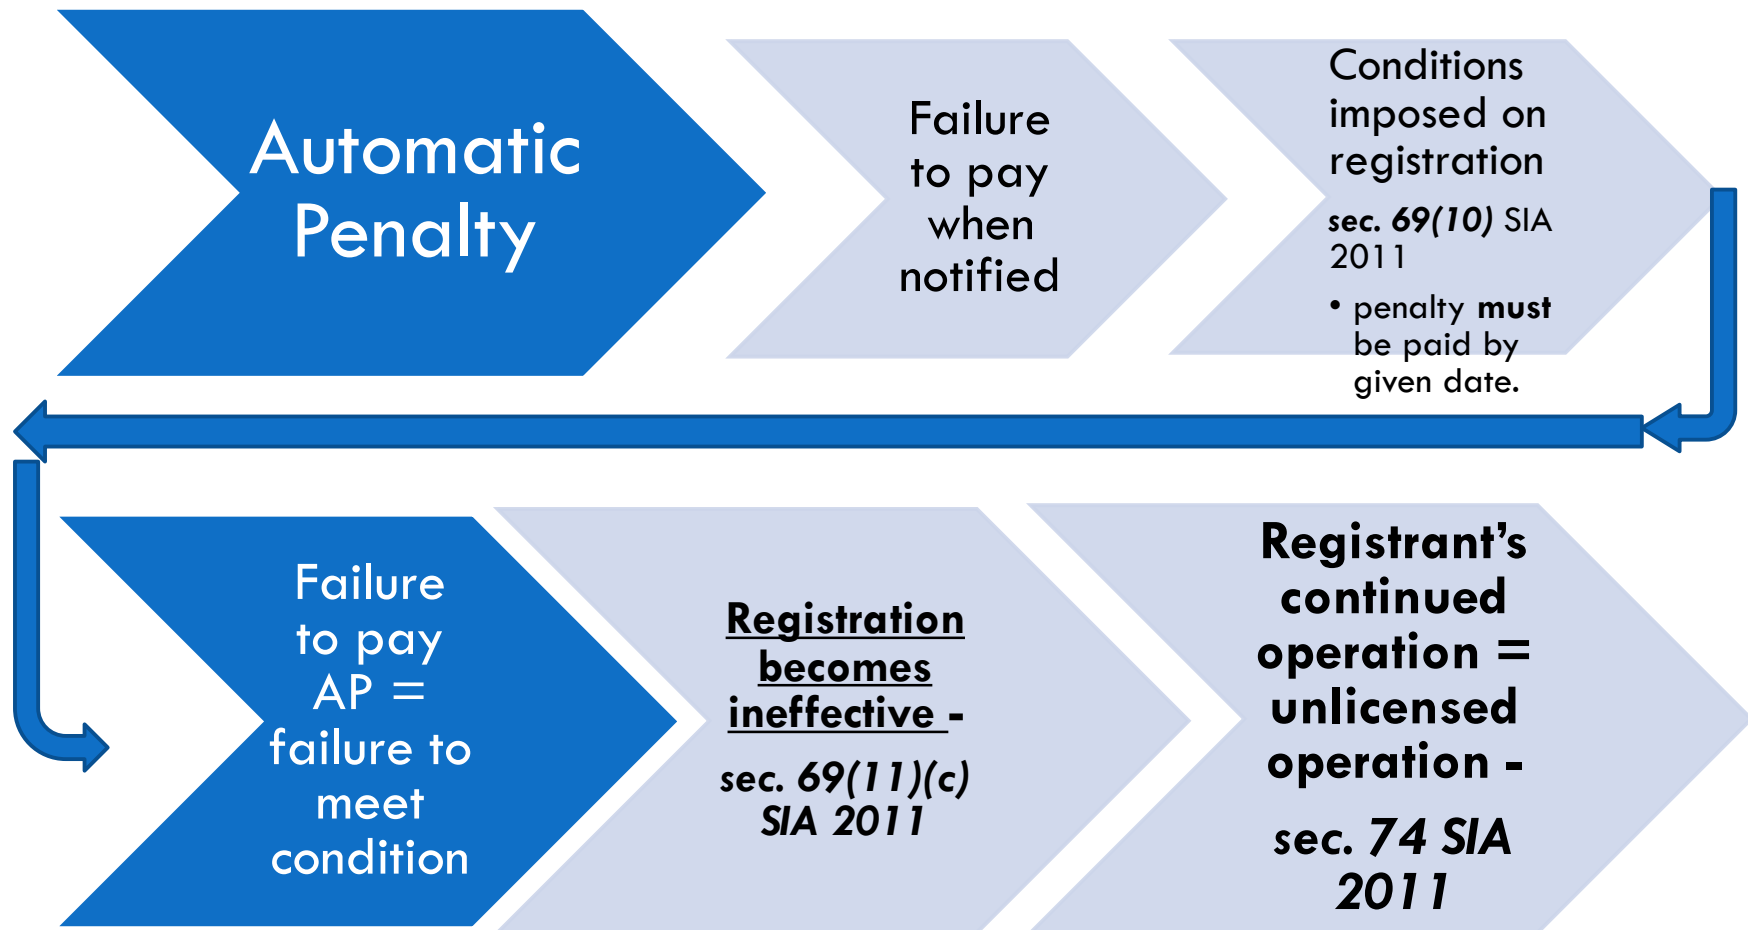 Automatic
Penalty
Failure
to pay
when
notified
Conditions
imposed on
registration
sec. 69(10) SIA
2011
• penalty must
be paid by
given date.
Failure
to pay
AP =
failure to
meet
condition
Registration
becomes
ineffective -
sec. 69(11)(c)
SIA 2011
Registrant’s
continued
operation =
unlicensed
operation -
sec. 74 SIA
2011